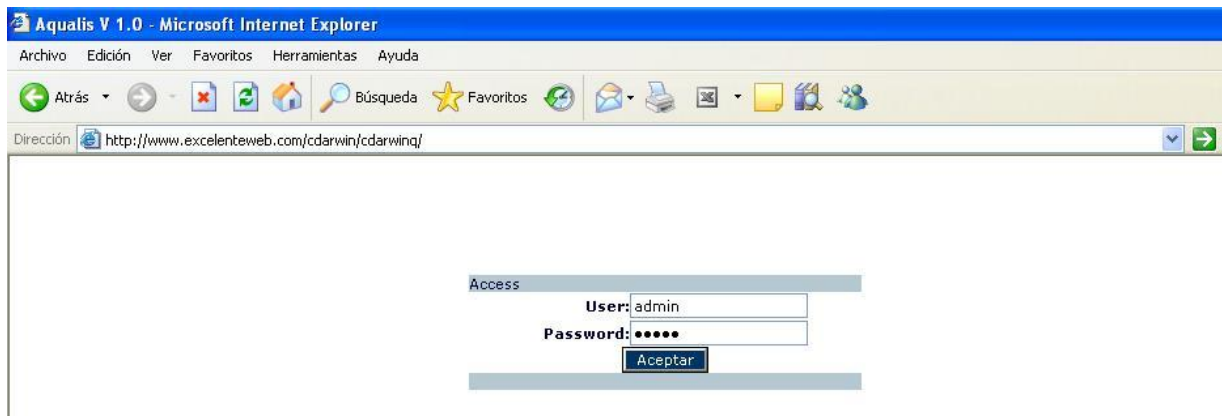 Aqualis V 1.0 - Microsoft Internet Explorer
Archivo Edición Ver Favoritos Herramientas Ayuda
Atrás Búsqueda Favoritos
Dirección http://www.excelenteweb.com/cdarwin/cdarwinq/
Access
User: admin
Password: •••••
Aceptar